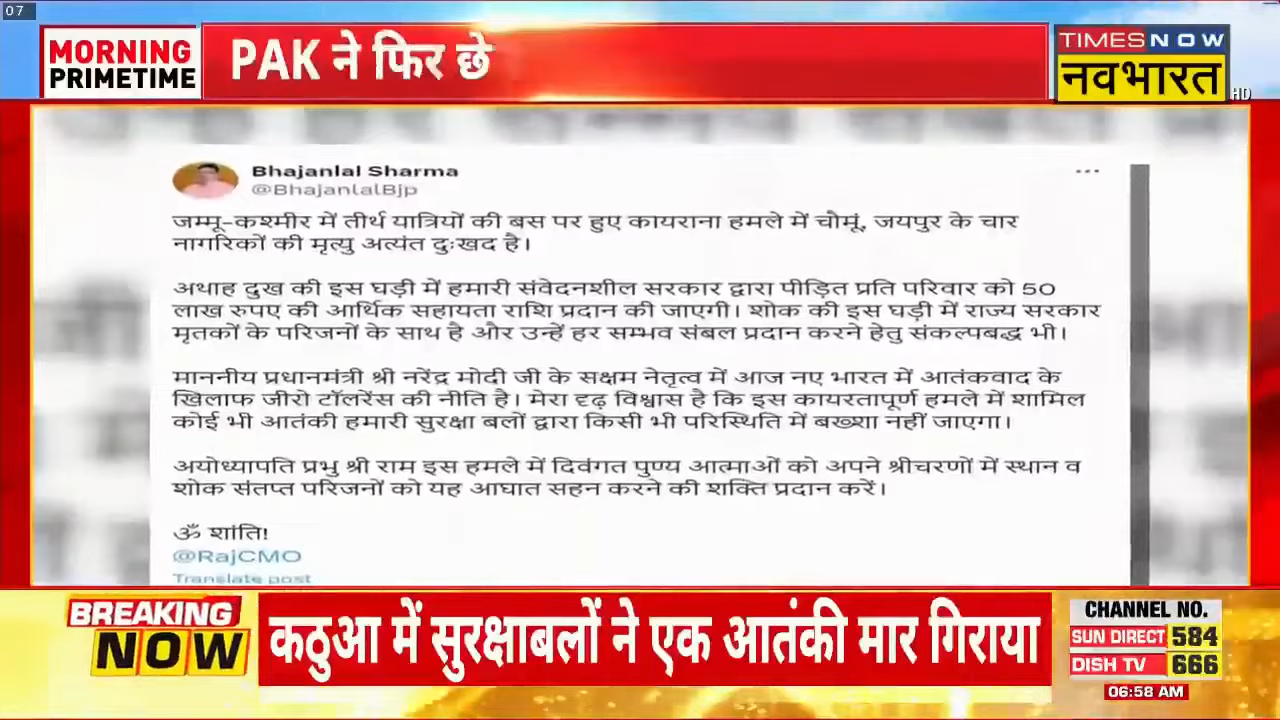 07
MORNING
PRIMETIME
PAK ने फिर छे
TIMES NOW
नवभारत
HD
Bhajanlal Sharma
@BhajanlalBjp
जम्मू-कश्मीर में तीर्थ यात्रियों की बस पर हुए कायराना हमले में चौमूं, जयपुर के चार
नागरिकों की मृत्यु अत्यंत दुःखद है।
अथाह दुख की इस घड़ी में हमारी संवेदनशील सरकार द्वारा पीड़ित प्रति परिवार को 50
लाख रुपए की आर्थिक सहायता राशि प्रदान की जाएगी। शोक की इस घड़ी में राज्य सरकार
मृतकों के परिजनों के साथ है और उन्हें हर सम्भव संबल प्रदान करने हेतु संकल्पबद्ध भी।
माननीय प्रधानमंत्री श्री नरेंद्र मोदी जी के सक्षम नेतृत्व में आज नए भारत में आतंकवाद के
खिलाफ जीरो टॉलरेंस की नीति है। मेरा दृढ़ विश्वास है कि इस कायरतापूर्ण हमले में शामिल
कोई भी आतंकी हमारी सुरक्षा बलों द्वारा किसी भी परिस्थिति में बख्शा नहीं जाएगा।
अयोध्यापति प्रभु श्री राम इस हमले में दिवंगत पुण्य आत्माओं को अपने श्रीचरणों में स्थान व
शोक संतप्त परिजनों को यह आघात सहन करने की शक्ति प्रदान करें।
ॐ शांति!
@RajCMO
Translate post
BREAKING
NOW
कठुआ में सुरक्षाबलों ने एक आतंकी मार गिराया
CHANNEL NO.
SUN DIRECT 584
DISH TV 666
06:58 AM